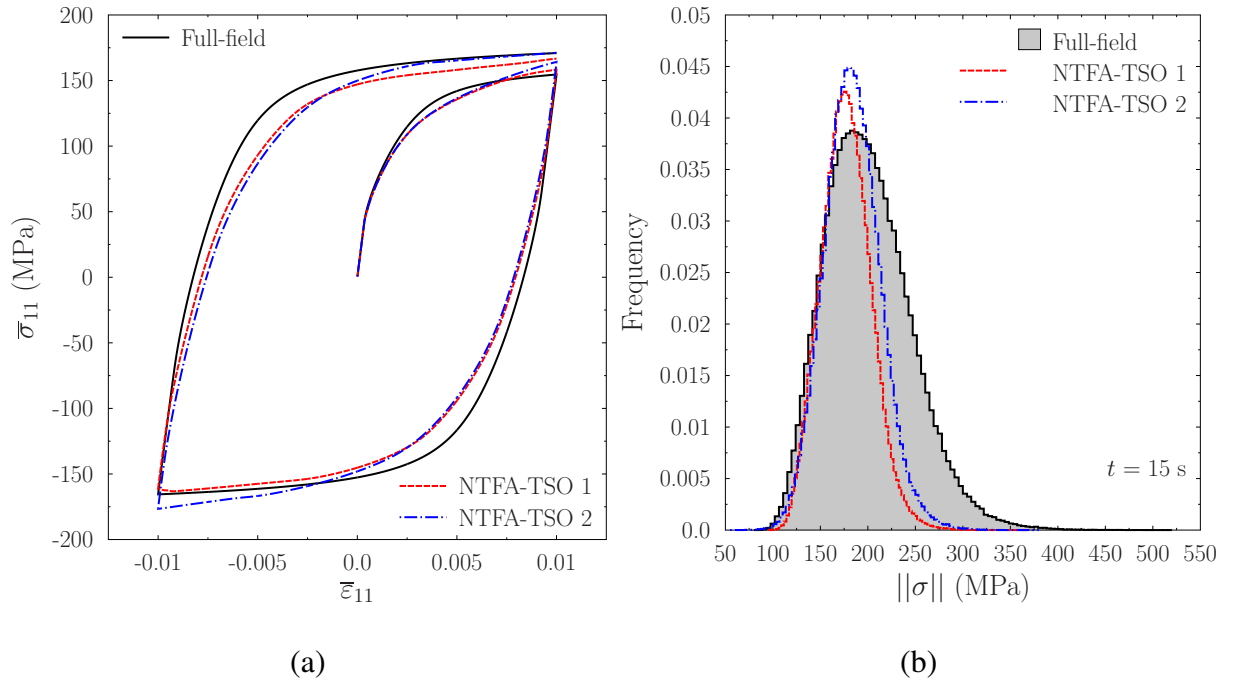 Full-field
200
150
100
50
0
-50
-100
-150
-200
σ̅₁₁ (MPa)
NTFA-TSO 1
NTFA-TSO 2
-0.01 -0.005 0.0 0.005 0.01
ε̅₁₁
(a)
0.05
0.045
0.04
0.035
0.03
0.025
0.02
0.015
0.01
0.005
0.0
Frequency
Full-field
NTFA-TSO 1
NTFA-TSO 2
t = 15 s
50 100 150 200 250 300 350 400 450 500 550
||σ|| (MPa)
(b)